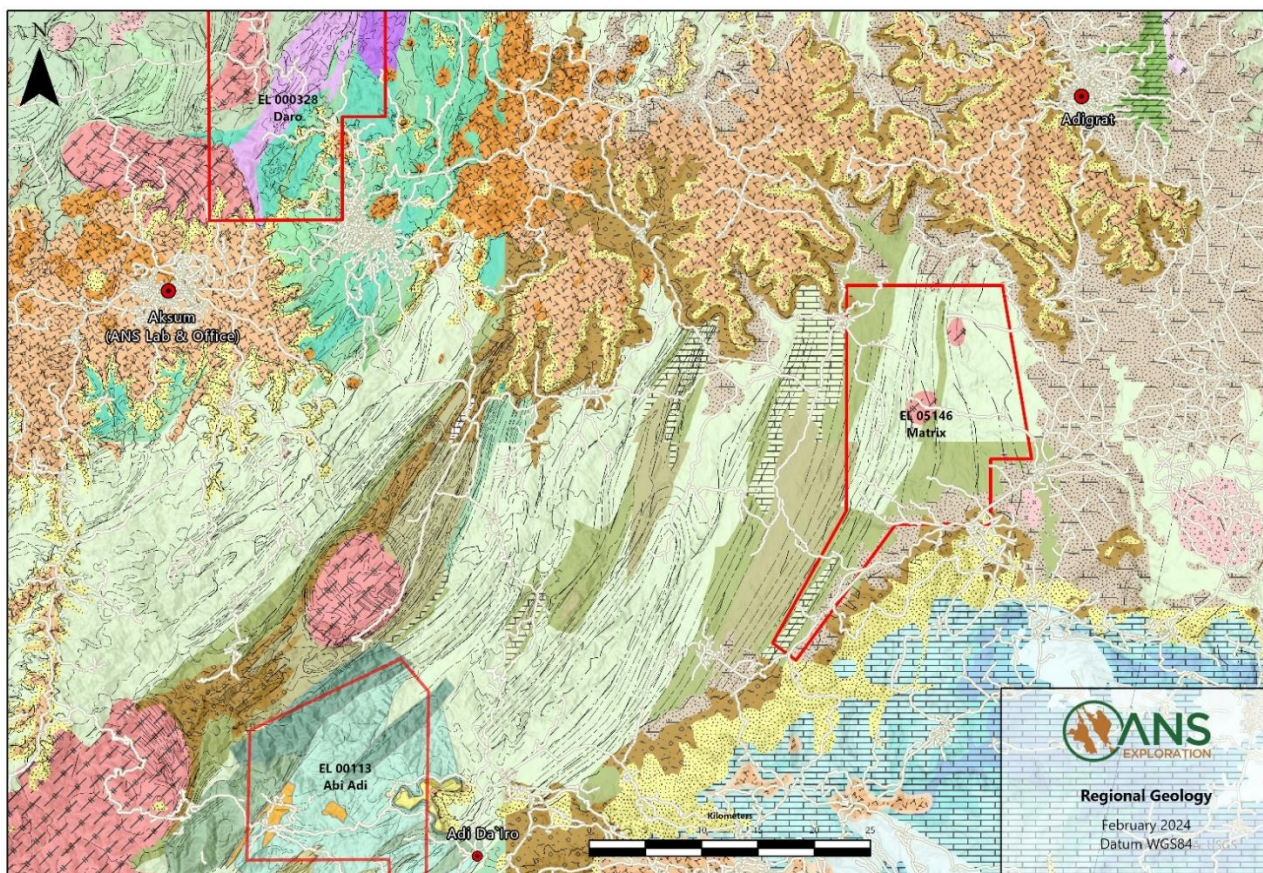 N
EL 000328
Daro
Adigrat
Aksum
(ANS Lab & Office)
EL 05146
Matrix
EL 00113
Abi Adi
Adi Da`Iro
Kilometers
0 5 10 15 20 25
ANS
EXPLORATION
Regional Geology
February 2024
Datum WGS84
USGS